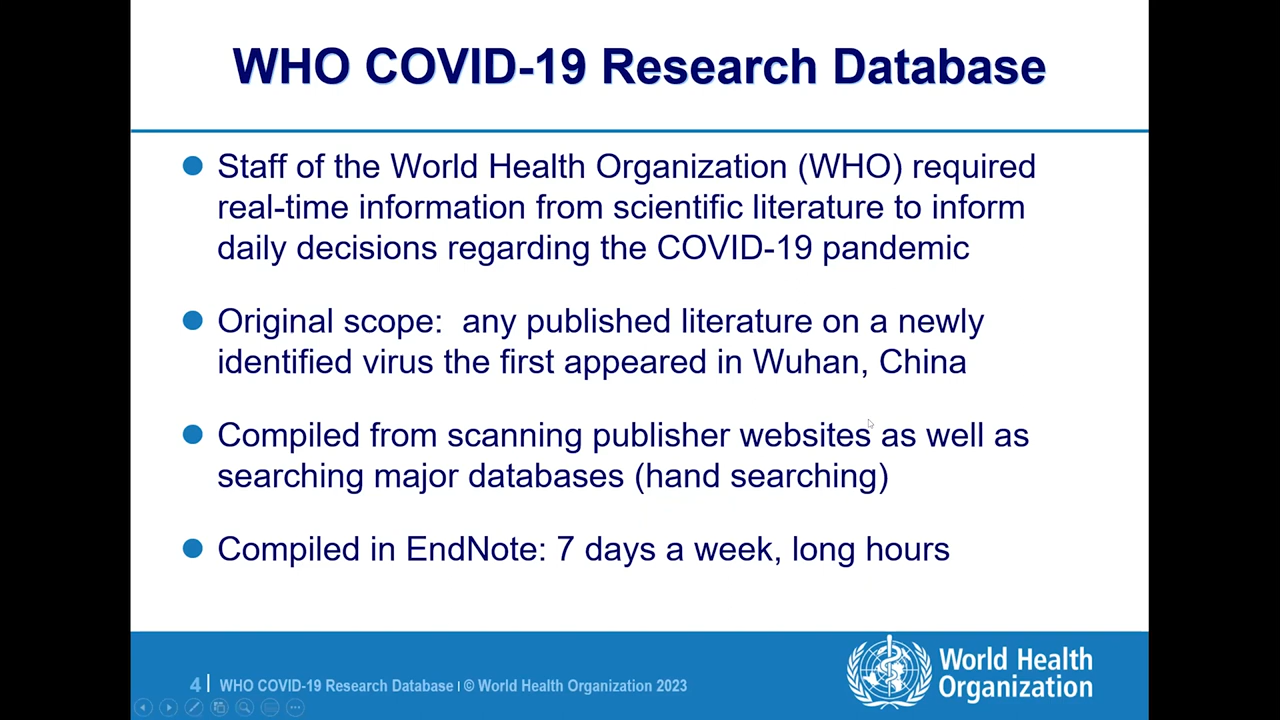 WHO COVID-19 Research Database
Staff of the World Health Organization (WHO) required
real-time information from scientific literature to inform
daily decisions regarding the COVID-19 pandemic
Original scope:  any published literature on a newly
identified virus the first appeared in Wuhan, China
Compiled from scanning publisher websites as well as
searching major databases (hand searching)
Compiled in EndNote: 7 days a week, long hours
4 | WHO COVID-19 Research Database | © World Health Organization 2023
World Health
Organization